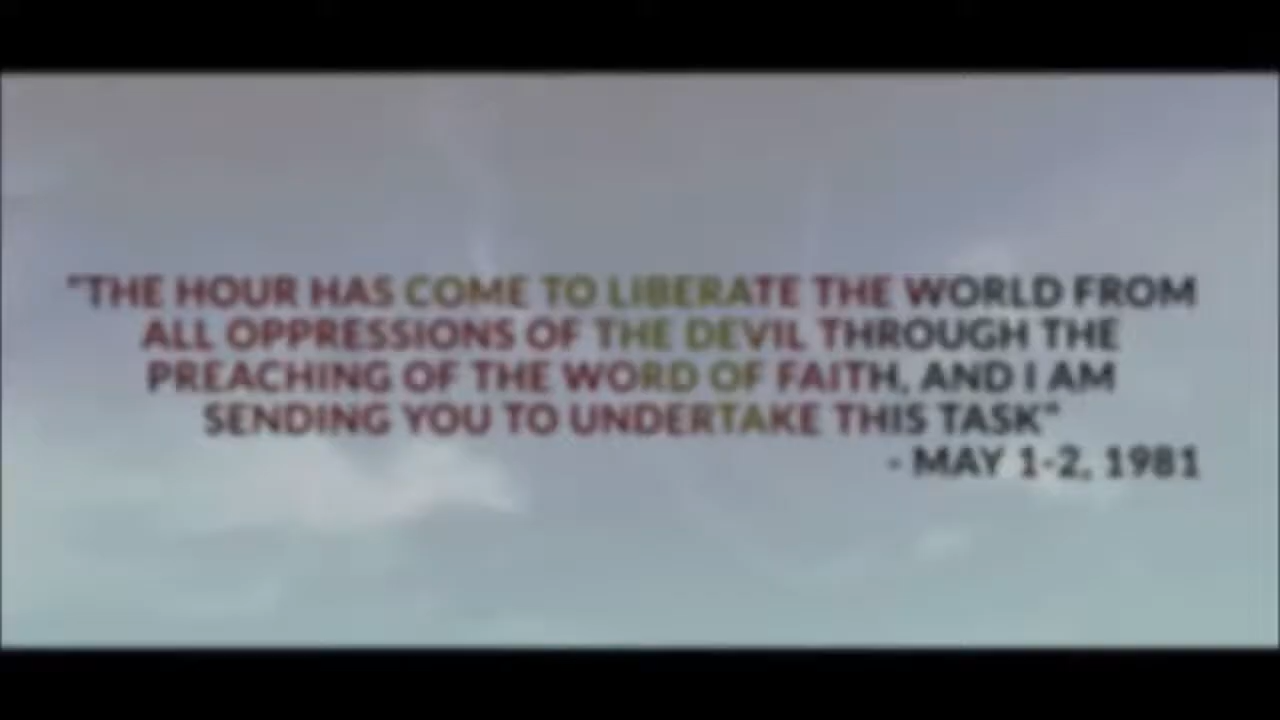 "THE HOUR HAS COME TO LIBERATE THE WORLD FROM
ALL OPPRESSIONS OF THE DEVIL THROUGH THE
PREACHING OF THE WORD OF FAITH, AND I AM
SENDING YOU TO UNDERTAKE THIS TASK"
- MAY 1-2, 1981